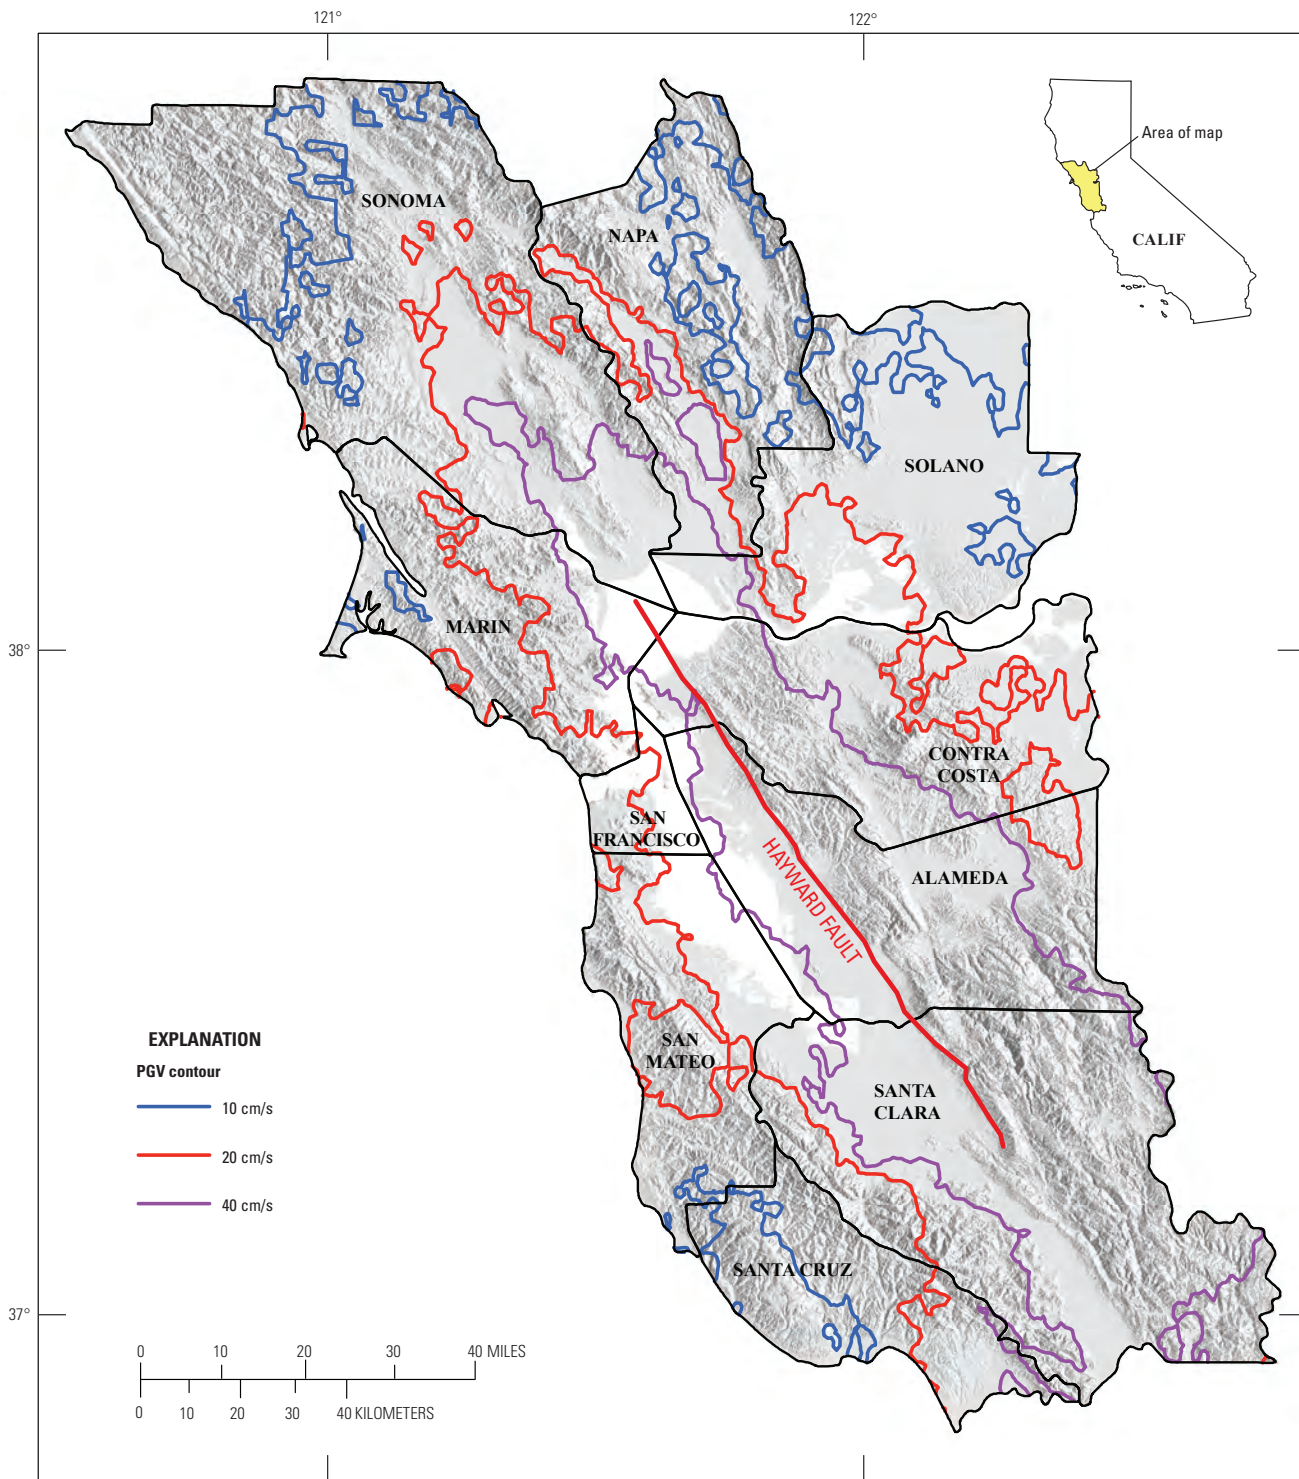 121°
122°
Area of map
CALIF
SONOMA
NAPA
SOLANO
MARIN
38°
CONTRA
COSTA
SAN
FRANCISCO
HAYWARD FAULT
ALAMEDA
SAN
MATEO
SANTA
CLARA
SANTA CRUZ
EXPLANATION
PGV contour
10 cm/s
20 cm/s
40 cm/s
37°
0 10 20 30 40 MILES
0 10 20 30 40 KILOMETERS